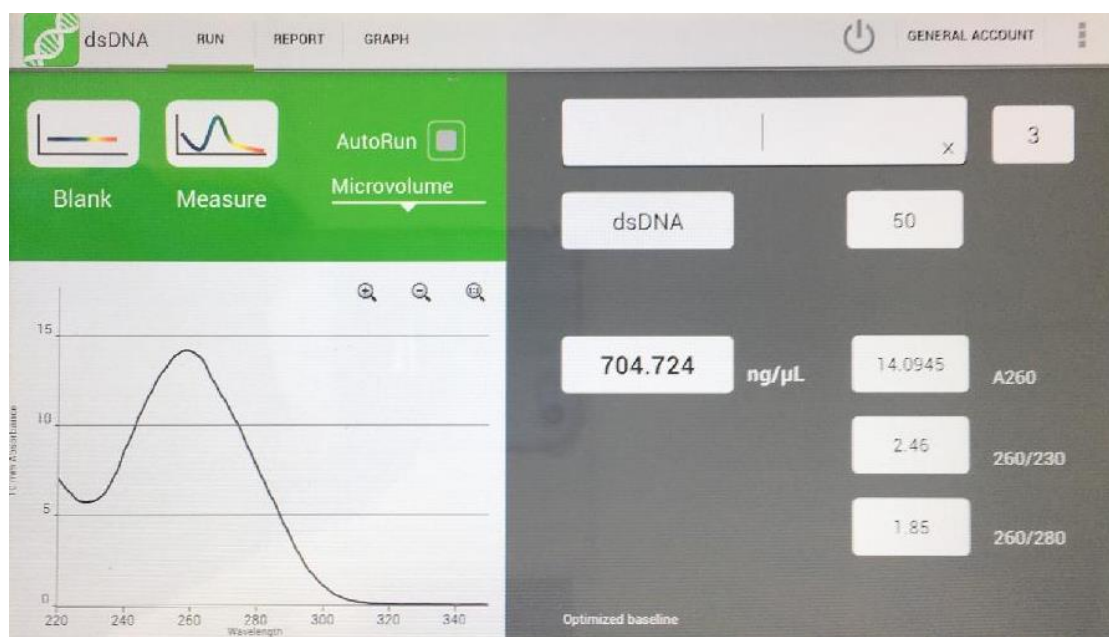 dsDNA RUN REPORT GRAPH GENERAL ACCOUNT
Blank
Measure
AutoRun
Microvolume
x
3
dsDNA
50
704.724 ng/µL
14.0945 A260
2.46 260/230
1.85 260/280
Optimized baseline
15
10
5
0
220 240 260 280 300 320 340
Wavelength